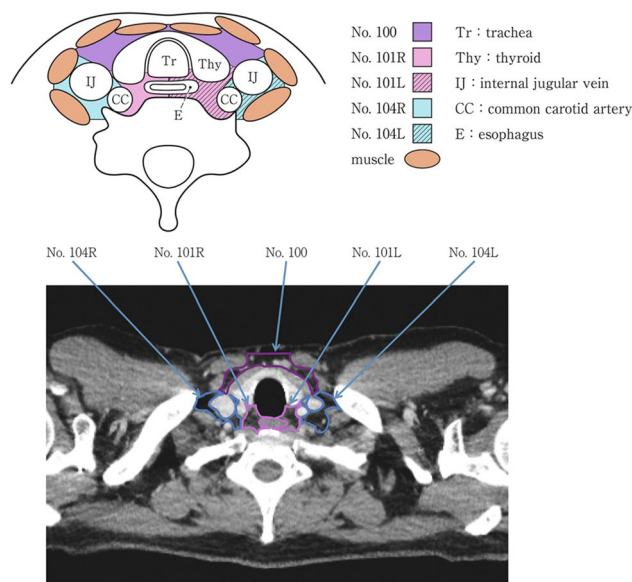 No. 100 Tr : trachea
No. 101R Thy : thyroid
No. 101L IJ : internal jugular vein
No. 104R CC : common carotid artery
No. 104L E : esophagus
muscle
Tr
Thy
IJ
IJ
CC
CC
E
No. 104R No. 101R No. 100 No. 101L No. 104L